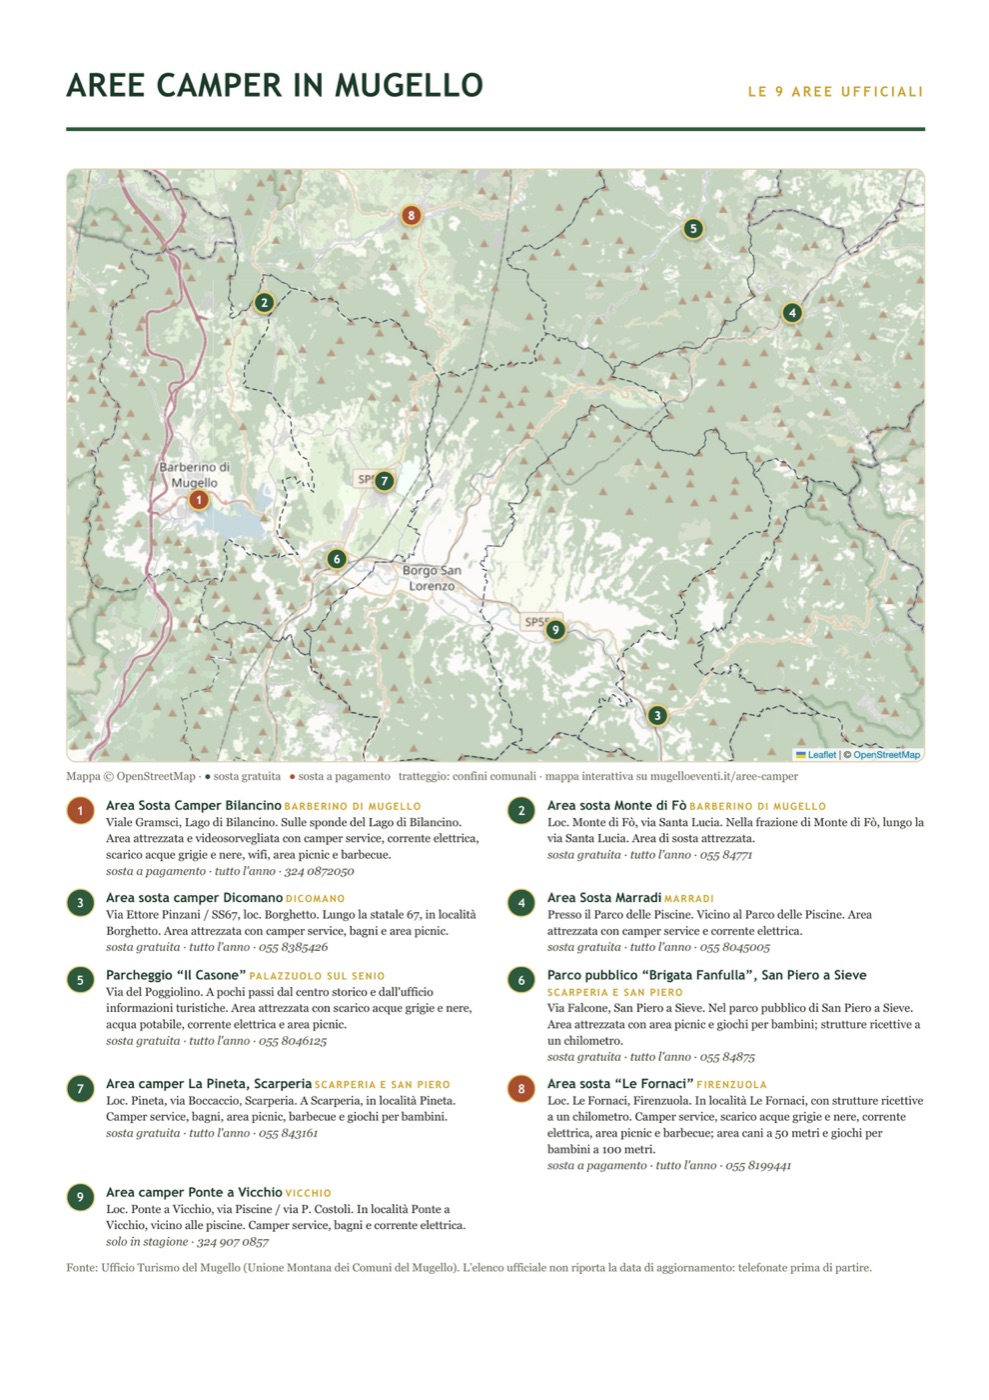 AREE CAMPER IN MUGELLO
LE 9 AREE UFFICIALI
8
5
2
4
Barberino di
Mugello
SP
7
1
6
Borgo San
Lorenzo
SP55
9
3
Leaflet | © OpenStreetMap
Mappa © OpenStreetMap · • sosta gratuita • sosta a pagamento tratteggio: confini comunali · mappa interattiva su mugelloeventi.it/aree-camper
1
Area Sosta Camper Bilancino BARBERINO DI MUGELLO
Viale Gramsci, Lago di Bilancino. Sulle sponde del Lago di Bilancino.
Area attrezzata e videosorvegliata con camper service, corrente elettrica,
scarico acque grigie e nere, wifi, area picnic e barbecue.
sosta a pagamento · tutto l'anno · 324 0872050
2
Area sosta Monte di Fò BARBERINO DI MUGELLO
Loc. Monte di Fò, via Santa Lucia. Nella frazione di Monte di Fò, lungo la
via Santa Lucia. Area di sosta attrezzata.
sosta gratuita · tutto l'anno · 055 84771
3
Area sosta camper Dicomano DICOMANO
Via Ettore Pinzani / SS67, loc. Borghetto. Lungo la statale 67, in località
Borghetto. Area attrezzata con camper service, bagni e area picnic.
sosta gratuita · tutto l'anno · 055 8385426
4
Area Sosta Marradi MARRADI
Presso il Parco delle Piscine. Vicino al Parco delle Piscine. Area
attrezzata con camper service e corrente elettrica.
sosta gratuita · tutto l'anno · 055 8045005
5
Parcheggio “Il Casone” PALAZZUOLO SUL SENIO
Via del Poggiolino. A pochi passi dal centro storico e dall'ufficio
informazioni turistiche. Area attrezzata con scarico acque grigie e nere,
acqua potabile, corrente elettrica e area picnic.
sosta gratuita · tutto l'anno · 055 8046125
6
Parco pubblico “Brigata Fanfulla”, San Piero a Sieve
SCARPERIA E SAN PIERO
Via Falcone, San Piero a Sieve. Nel parco pubblico di San Piero a Sieve.
Area attrezzata con area picnic e giochi per bambini; strutture ricettive a
un chilometro.
sosta gratuita · tutto l'anno · 055 84875
7
Area camper La Pineta, Scarperia SCARPERIA E SAN PIERO
Loc. Pineta, via Boccaccio, Scarperia. A Scarperia, in località Pineta.
Camper service, bagni, area picnic, barbecue e giochi per bambini.
sosta gratuita · tutto l'anno · 055 843161
8
Area sosta “Le Fornaci” FIRENZUOLA
Loc. Le Fornaci, Firenzuola. In località Le Fornaci, con strutture ricettive
a un chilometro. Camper service, scarico acque grigie e nere, corrente
elettrica, area picnic e barbecue; area cani a 50 metri e giochi per
bambini a 100 metri.
sosta a pagamento · tutto l'anno · 055 8199441
9
Area camper Ponte a Vicchio VICCHIO
Loc. Ponte a Vicchio, via Piscine / via P. Costoli. In località Ponte a
Vicchio, vicino alle piscine. Camper service, bagni e corrente elettrica.
solo in stagione · 324 907 0857
Fonte: Ufficio Turismo del Mugello (Unione Montana dei Comuni del Mugello). L'elenco ufficiale non riporta la data di aggiornamento: telefonate prima di partire.